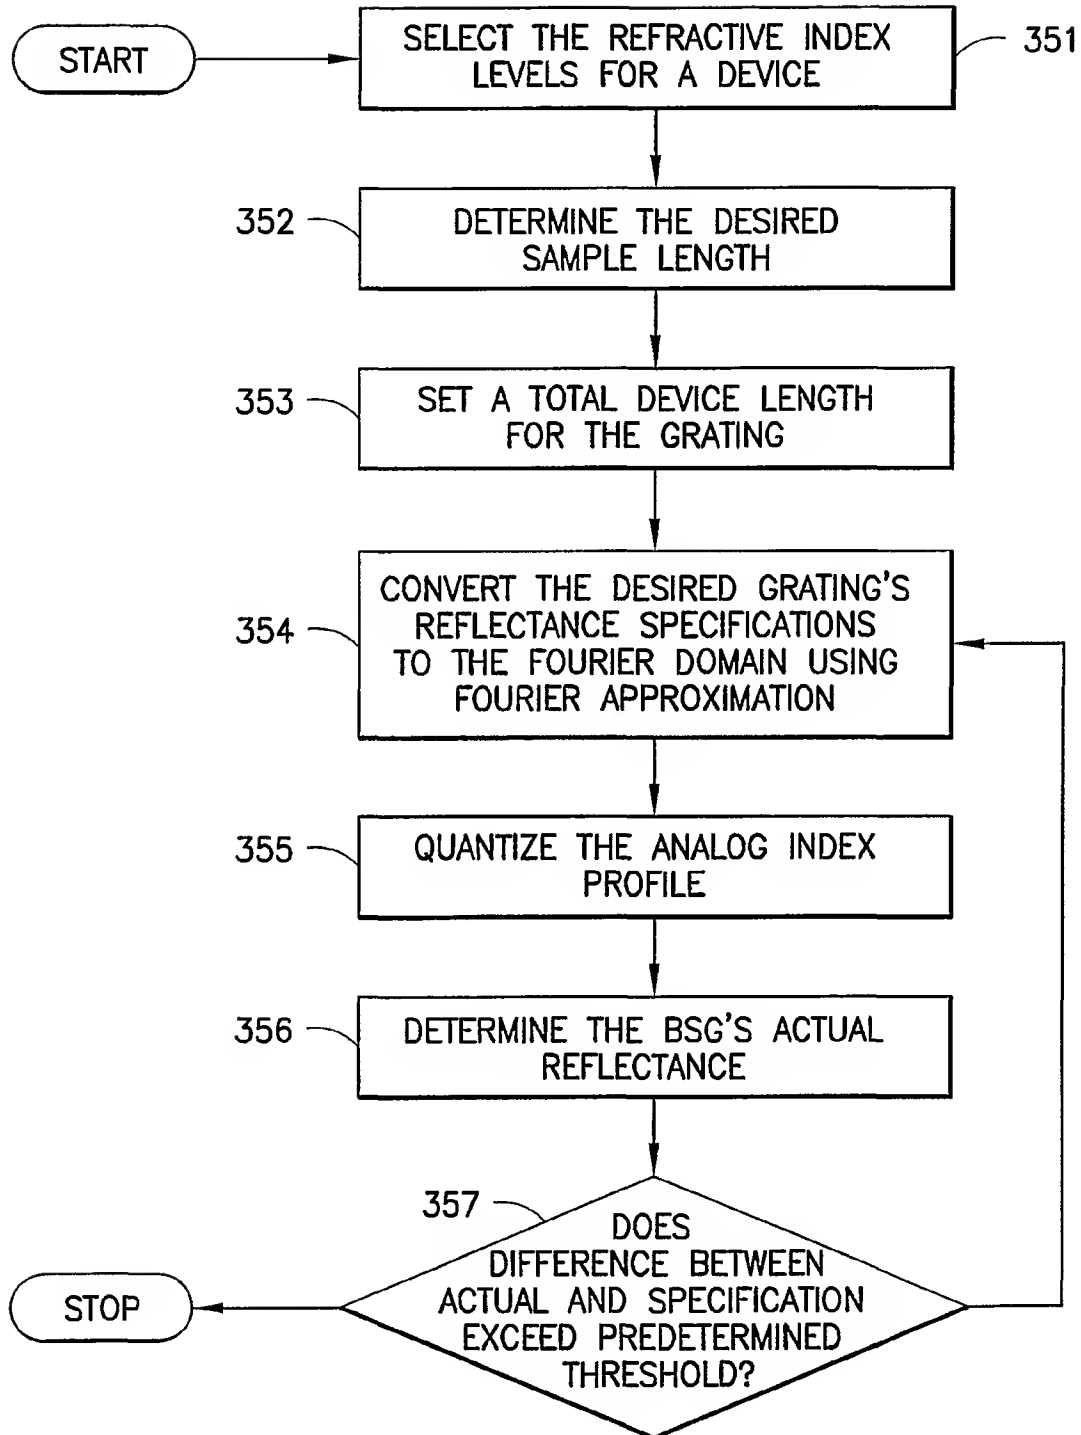 START
SELECT THE REFRACTIVE INDEX
LEVELS FOR A DEVICE
351
352
DETERMINE THE DESIRED
SAMPLE LENGTH
353
SET A TOTAL DEVICE LENGTH
FOR THE GRATING
354
CONVERT THE DESIRED GRATING'S
REFLECTANCE SPECIFICATIONS
TO THE FOURIER DOMAIN USING
FOURIER APPROXIMATION
355
QUANTIZE THE ANALOG INDEX
PROFILE
356
DETERMINE THE BSG'S ACTUAL
REFLECTANCE
357
DOES
DIFFERENCE BETWEEN
ACTUAL AND SPECIFICATION
EXCEED PREDETERMINED
THRESHOLD?
STOP